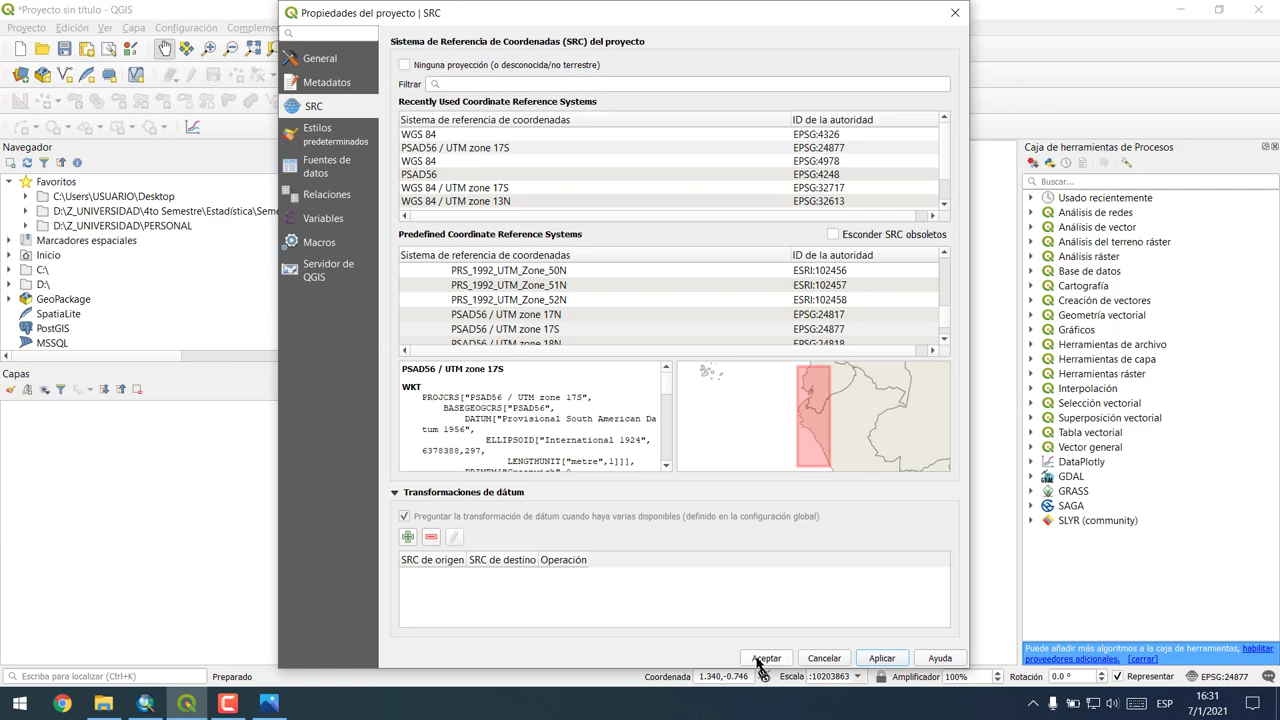 *Proyecto sin título - QGIS
Proyecto Edición Ver Capa Configuración Complemen
Navegador
Favoritos
C:\Users\USUARIO\Desktop
D:\Z_UNIVERSIDAD\4to Semestre\Estadística\Seme
D:\Z_UNIVERSIDAD\PERSONAL
Marcadores espaciales
Inicio
C:\
D:\
GeoPackage
SpatiaLite
PostGIS
MSSQL
Capas
Propiedades del proyecto | SRC
General
Metadatos
SRC
Estilos
predeterminados
Fuentes de
datos
Relaciones
Variables
Macros
Servidor de
QGIS
Sistema de Referencia de Coordenadas (SRC) del proyecto
Ninguna proyección (o desconocida/no terrestre)
Filtrar
Recently Used Coordinate Reference Systems
Sistema de referencia de coordenadas ID de la autoridad
WGS 84 EPSG:4326
PSAD56 / UTM zone 17S EPSG:24877
WGS 84 EPSG:4978
PSAD56 EPSG:4248
WGS 84 / UTM zone 17S EPSG:32717
WGS 84 / UTM zone 13N EPSG:32613
Predefined Coordinate Reference Systems Esconder SRC obsoletos
Sistema de referencia de coordenadas ID de la autoridad
PRS_1992_UTM_Zone_50N ESRI:102456
PRS_1992_UTM_Zone_51N ESRI:102457
PRS_1992_UTM_Zone_52N ESRI:102458
PSAD56 / UTM zone 17N EPSG:24817
PSAD56 / UTM zone 17S EPSG:24877
PSAD56 / UTM zone 18N EPSG:24818
PSAD56 / UTM zone 17S
WKT
PROJCRS["PSAD56 / UTM zone 17S",
BASEGEOGCRS["PSAD56",
DATUM["Provisional South American Da
tum 1956",
ELLIPSOID["International 1924",
6378388,297,
LENGTHUNIT["metre",1]]],
Transformaciones de dátum
Preguntar la transformación de dátum cuando haya varias disponibles (definido en la configuración global)
SRC de origen SRC de destino Operación
Aceptar Cancelar Aplicar Ayuda
Caja de herramientas de Procesos
Buscar...
Usado recientemente
Análisis de redes
Análisis de vector
Análisis del terreno ráster
Análisis ráster
Base de datos
Cartografía
Creación de vectores
Geometría vectorial
Gráficos
Herramientas de archivo
Herramientas de capa
Herramientas ráster
Interpolación
Selección vectorial
Superposición vectorial
Tabla vectorial
Vector general
DataPlotly
GDAL
GRASS
SAGA
SLYR (community)
Puede añadir más algoritmos a la caja de herramientas, habilitar
proveedores adicionales. [cerrar]
Escriba para localizar (Ctrl+K) Preparado Coordenada 1.340,-0.746 Escala :10203863 Amplificador 100% Rotación 0.0 ° Representar EPSG:24877
ESP
16:31
7/1/2021